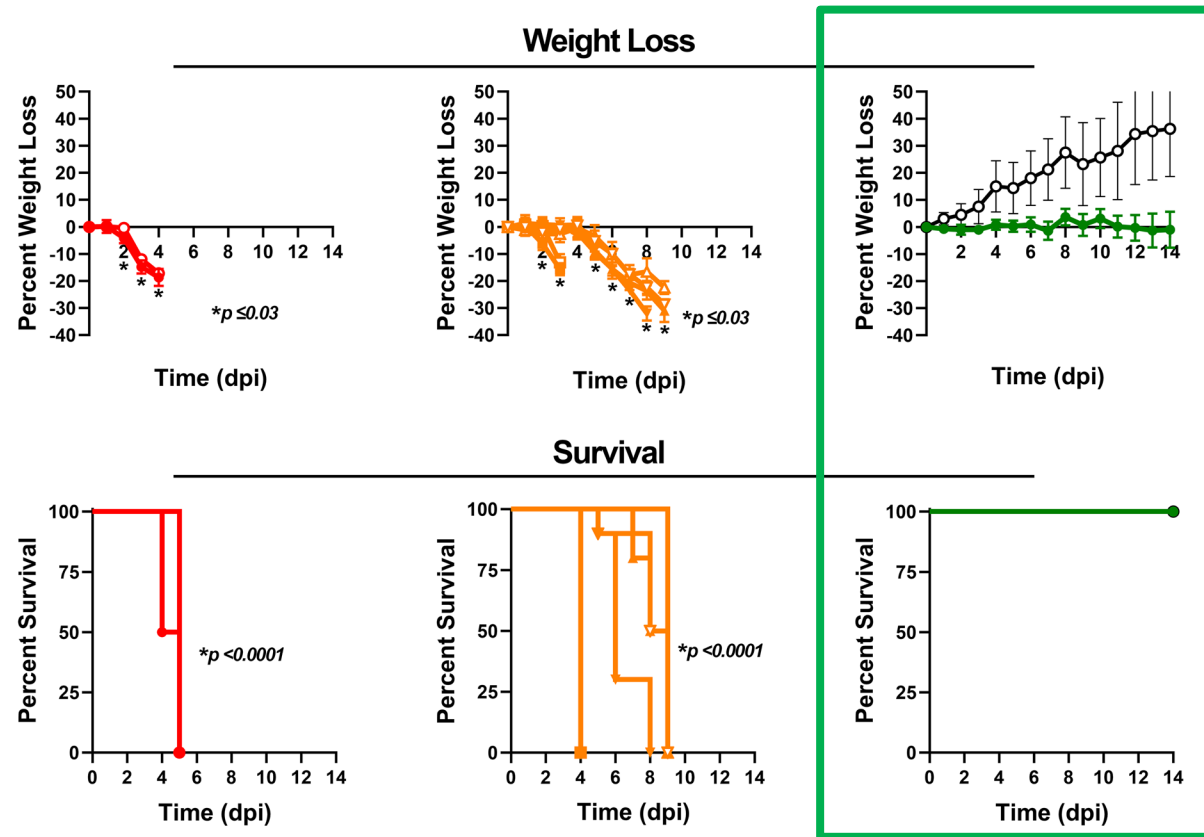 Weight Loss
Percent Weight Loss
50
40
30
20
10
0
-10
-20
-30
-40
2 4 6 8 10 12 14
* * *
*p ≤0.03
Time (dpi)
Percent Weight Loss
50
40
30
20
10
0
-10
-20
-30
-40
2 4 6 8 10 12 14
* * * * * * *
*p ≤0.03
Time (dpi)
Percent Weight Loss
50
40
30
20
10
0
-10
-20
-30
-40
2 4 6 8 10 12 14
Time (dpi)
Survival
Percent Survival
100
75
50
25
0
0 2 4 6 8 10 12 14
*p <0.0001
Time (dpi)
Percent Survival
100
75
50
25
0
0 2 4 6 8 10 12 14
*p <0.0001
Time (dpi)
Percent Survival
100
75
50
25
0
0 2 4 6 8 10 12 14
Time (dpi)